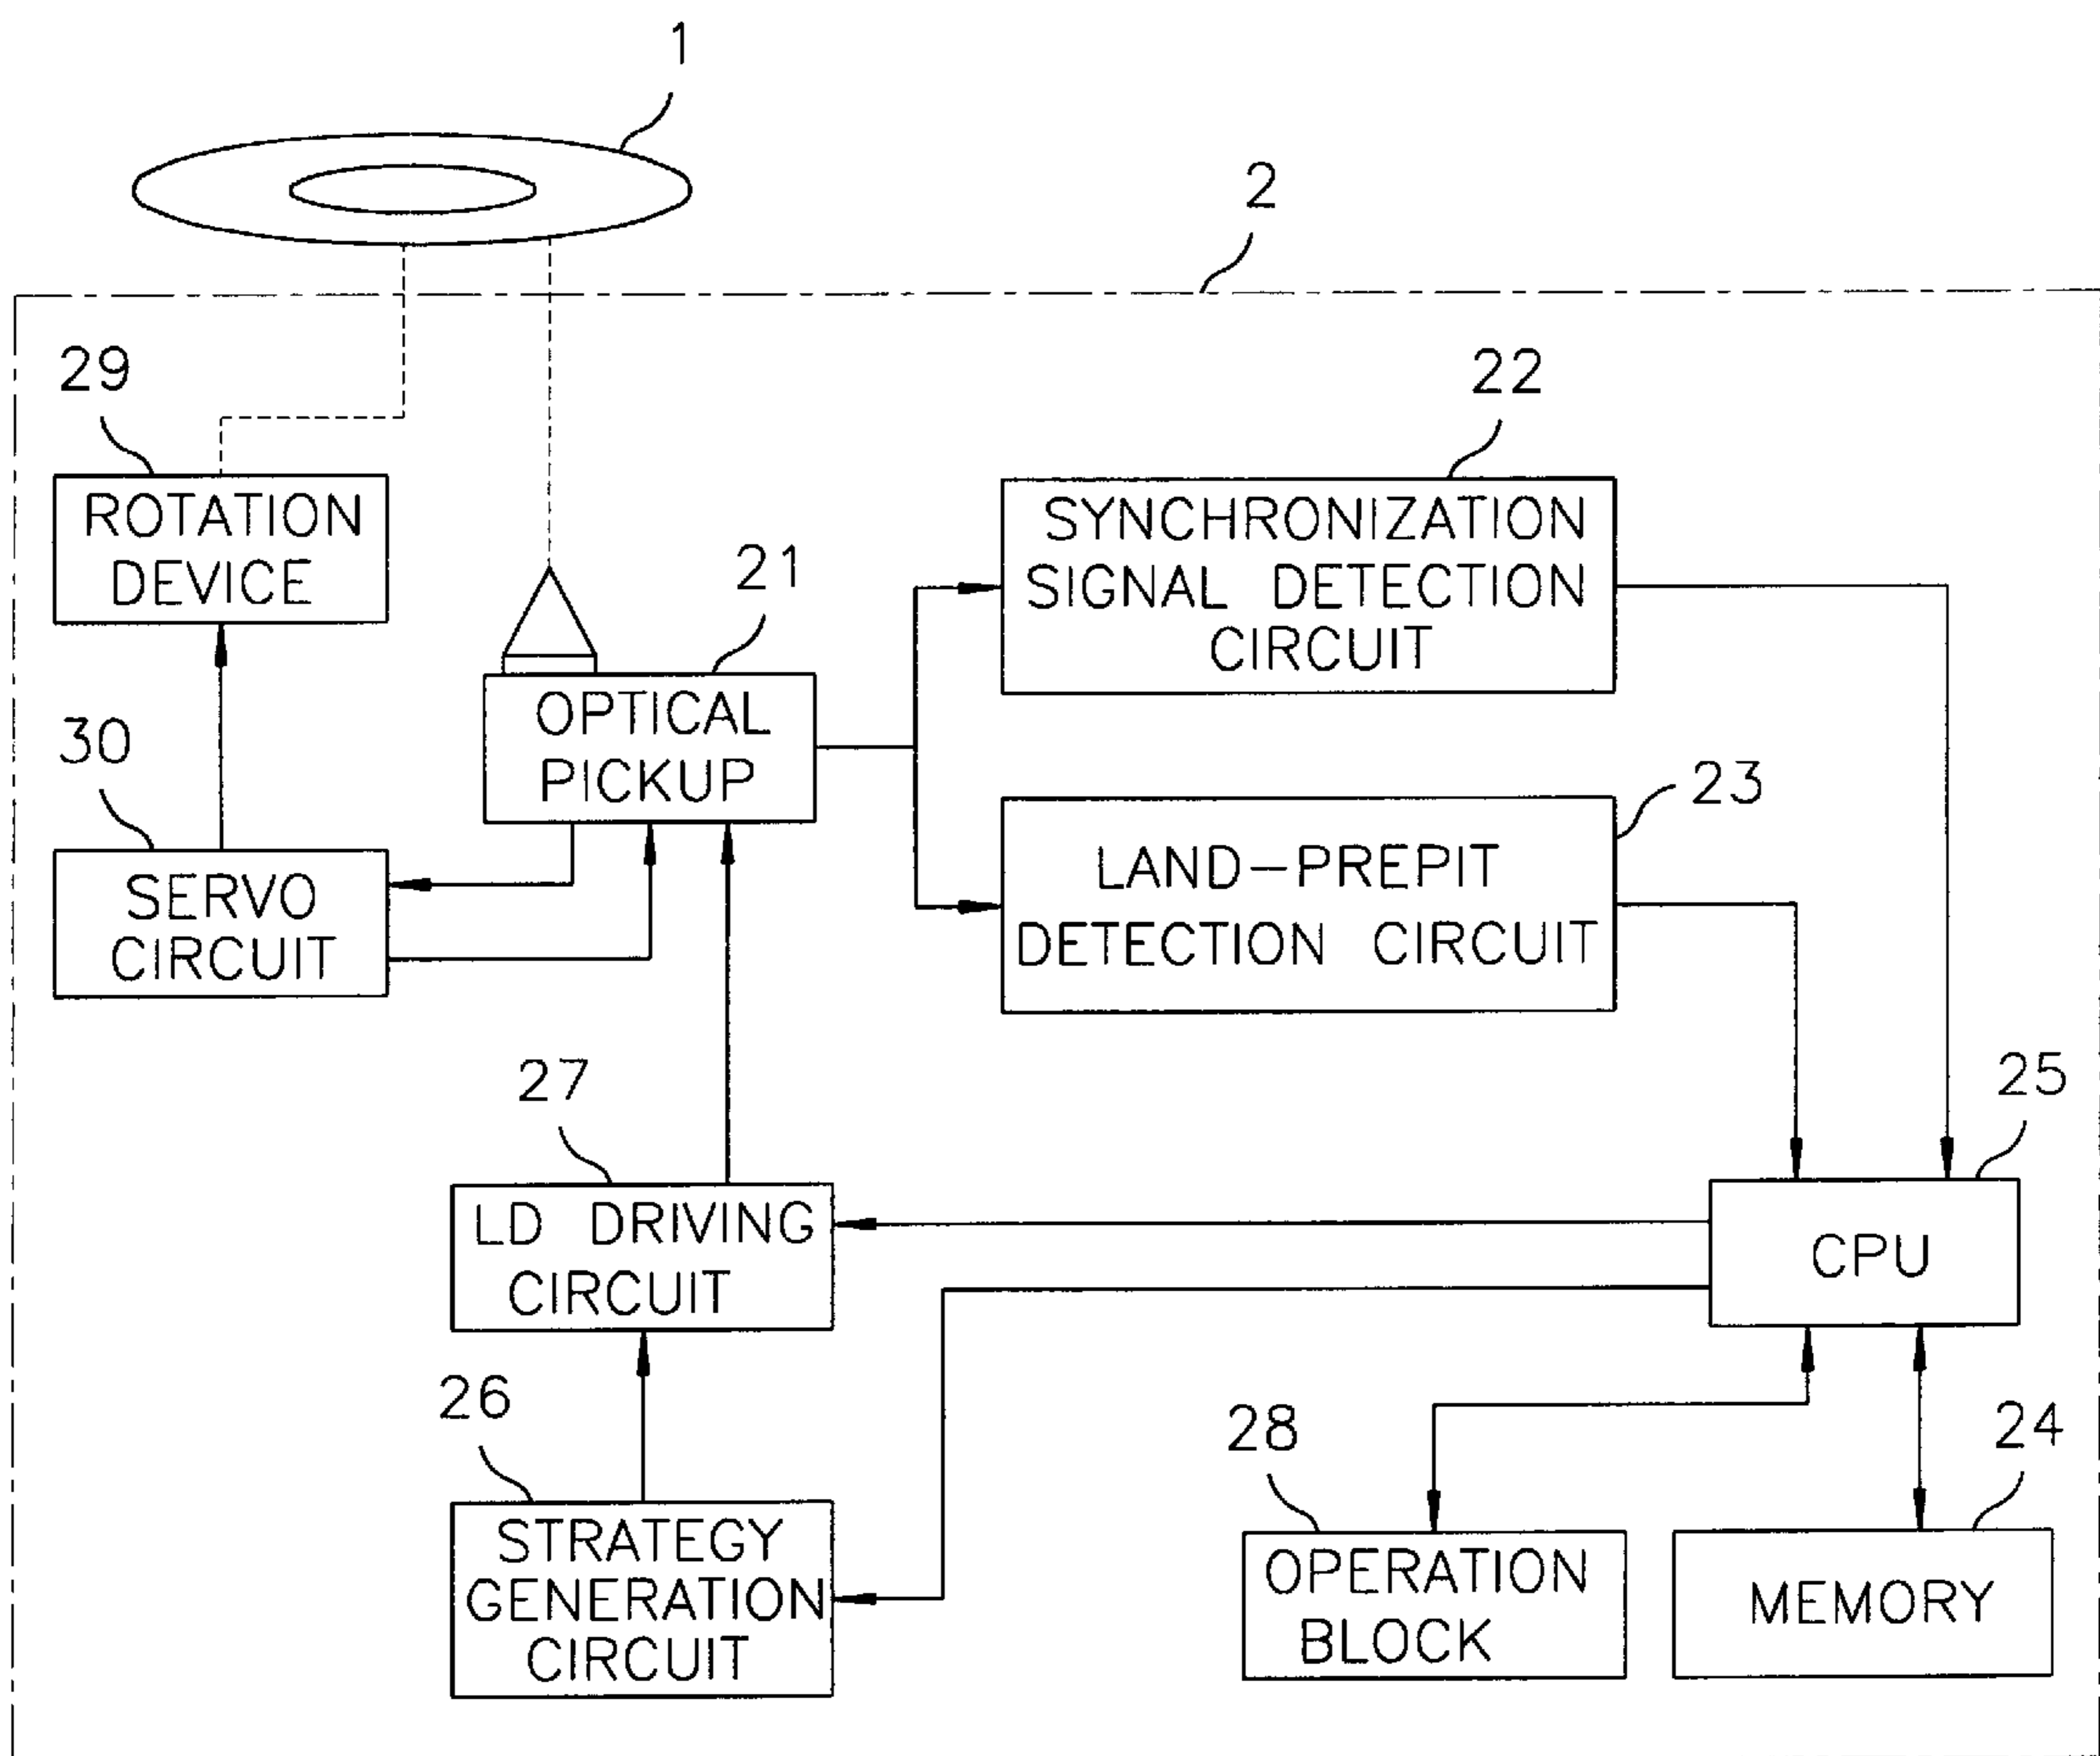 1
2
29
ROTATION
DEVICE
22
SYNCHRONIZATION
SIGNAL DETECTION
CIRCUIT
21
OPTICAL
PICKUP
30
SERVO
CIRCUIT
23
LAND-PREPIT
DETECTION CIRCUIT
27
LD DRIVING
CIRCUIT
25
CPU
26
STRATEGY
GENERATION
CIRCUIT
28
OPERATION
BLOCK
24
MEMORY